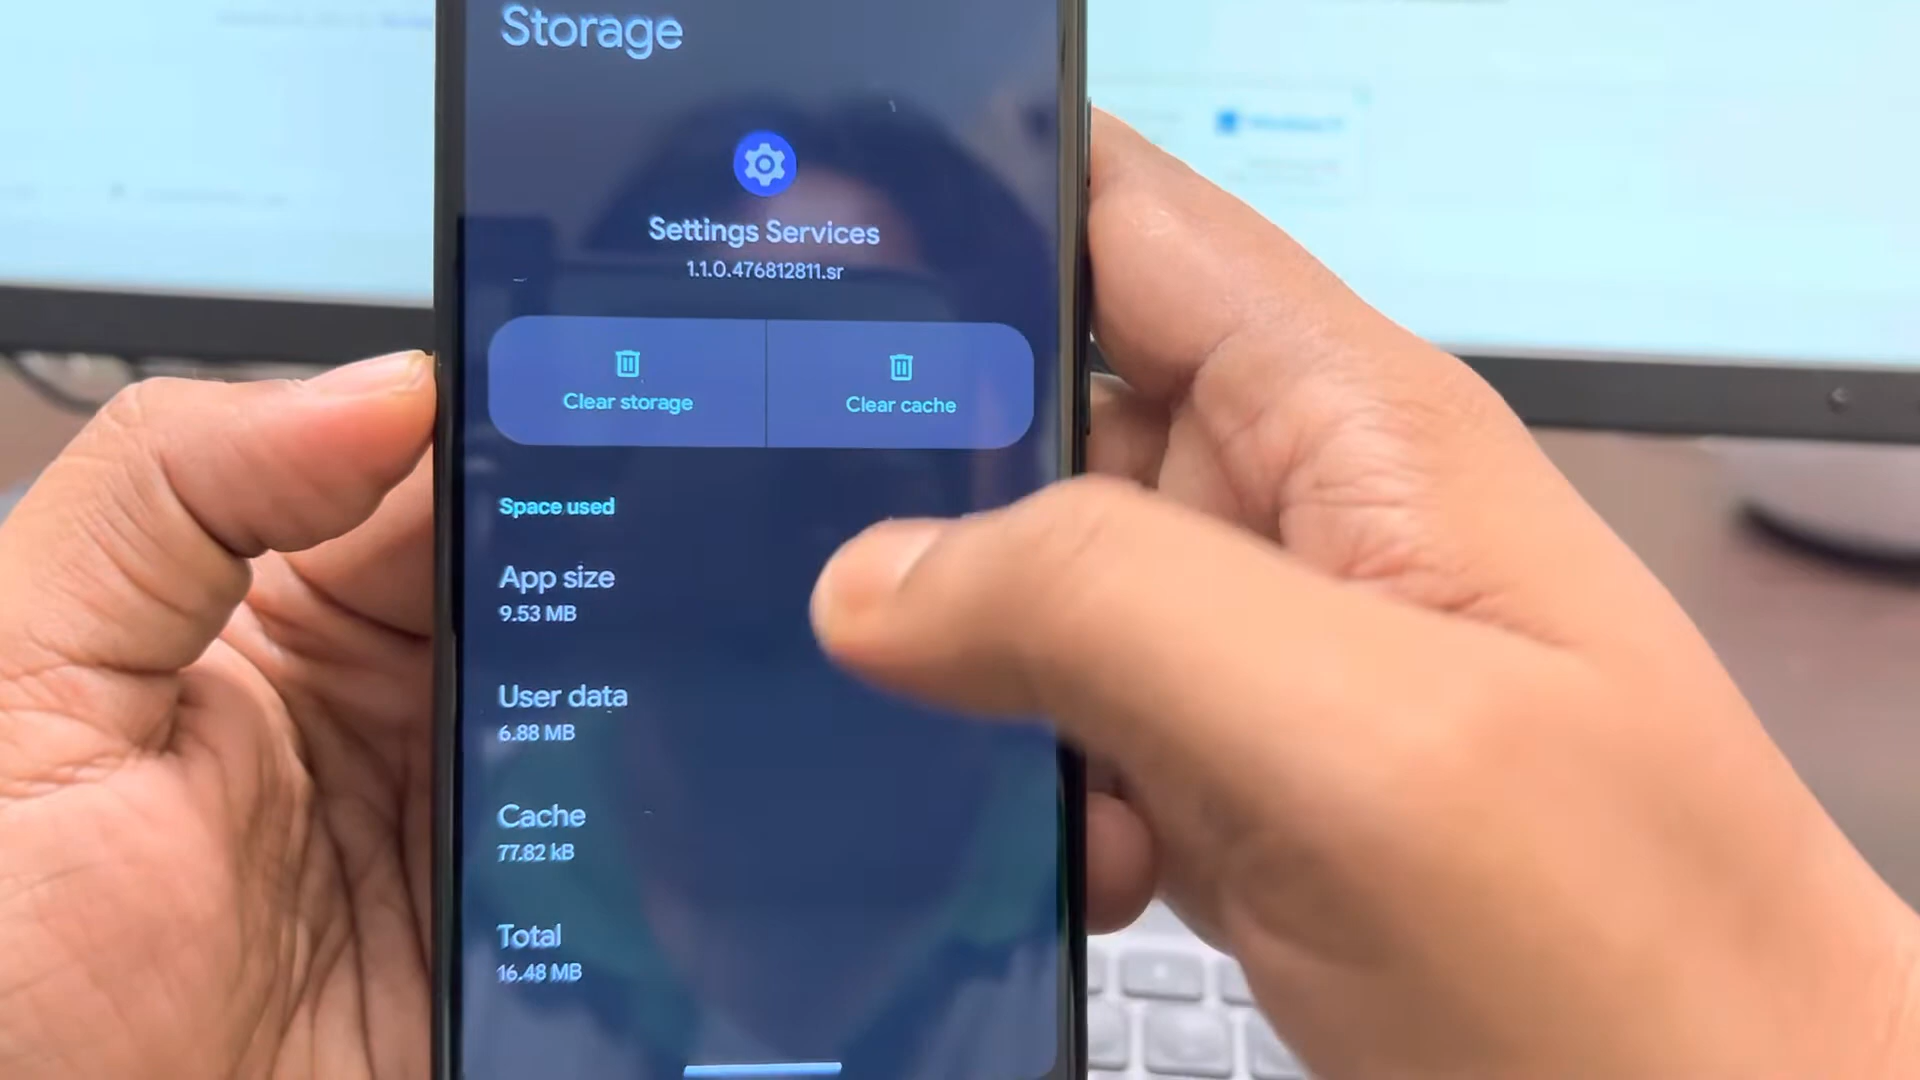 Storage
Settings Services
1.1.0.476812811.sr
Clear storage
Clear cache
Space used
App size
9.53 MB
User data
6.88 MB
Cache
77.82 kB
Total
16.48 MB